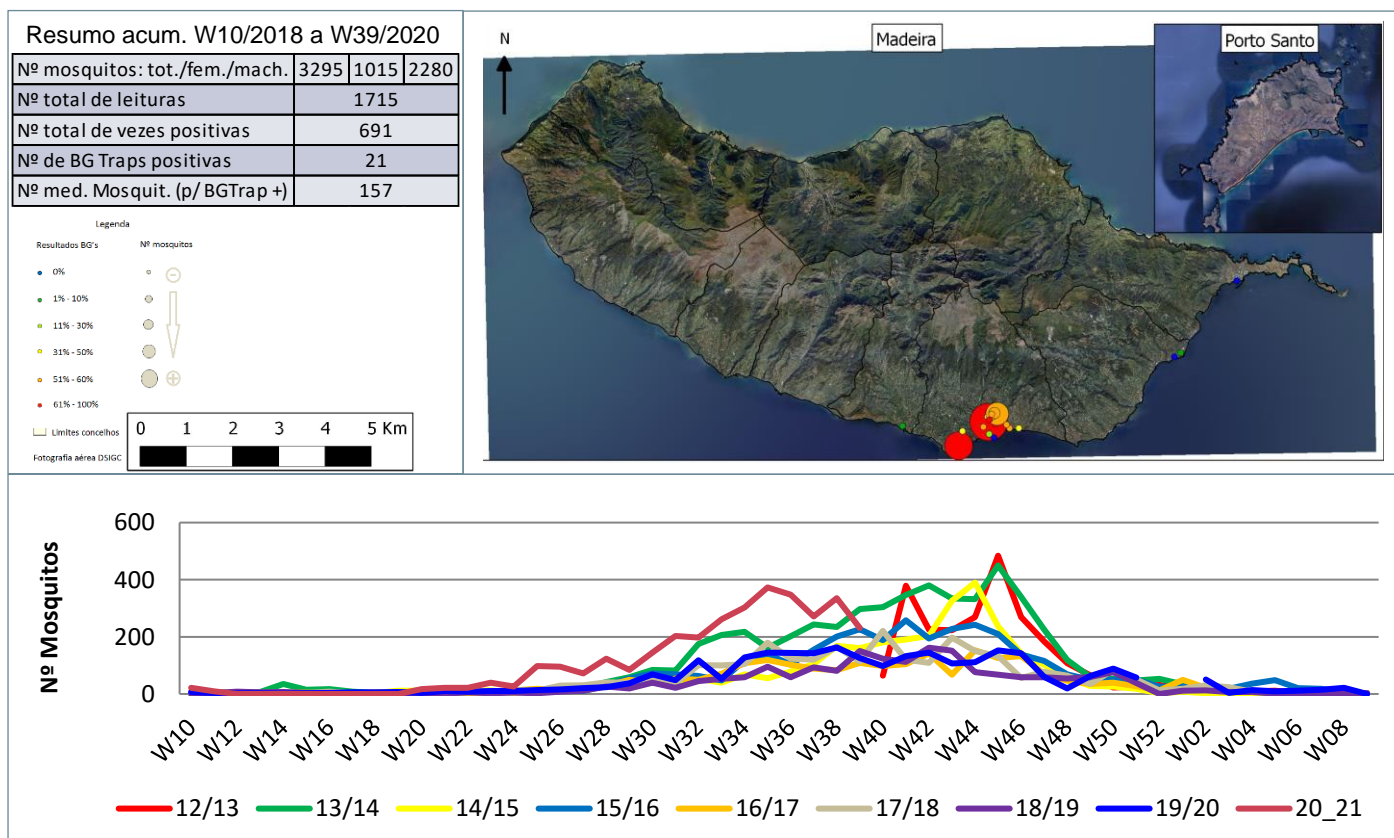 Resumo acum. W10/2018 a W39/2020
Nº mosquitos: tot./fem./mach. 3295 1015 2280
Nº total de leituras 1715
Nº total de vezes positivas 691
Nº de BG Traps positivas 21
Nº med. Mosquit. (p/ BGTrap +) 157
Legenda
Resultados BG's Nº mosquitos
0%
1% - 10%
11% - 30%
31% - 50%
51% - 60%
61% - 100%
Limites concelhos
Fotografia aérea DSIGC
0 1 2 3 4 5 Km
N
Madeira
Porto Santo
Nº Mosquitos
600
400
200
0
W10 W12 W14 W16 W18 W20 W22 W24 W26 W28 W30 W32 W34 W36 W38 W40 W42 W44 W46 W48 W50 W52 W02 W04 W06 W08
12/13 13/14 14/15 15/16 16/17 17/18 18/19 19/20 20_21